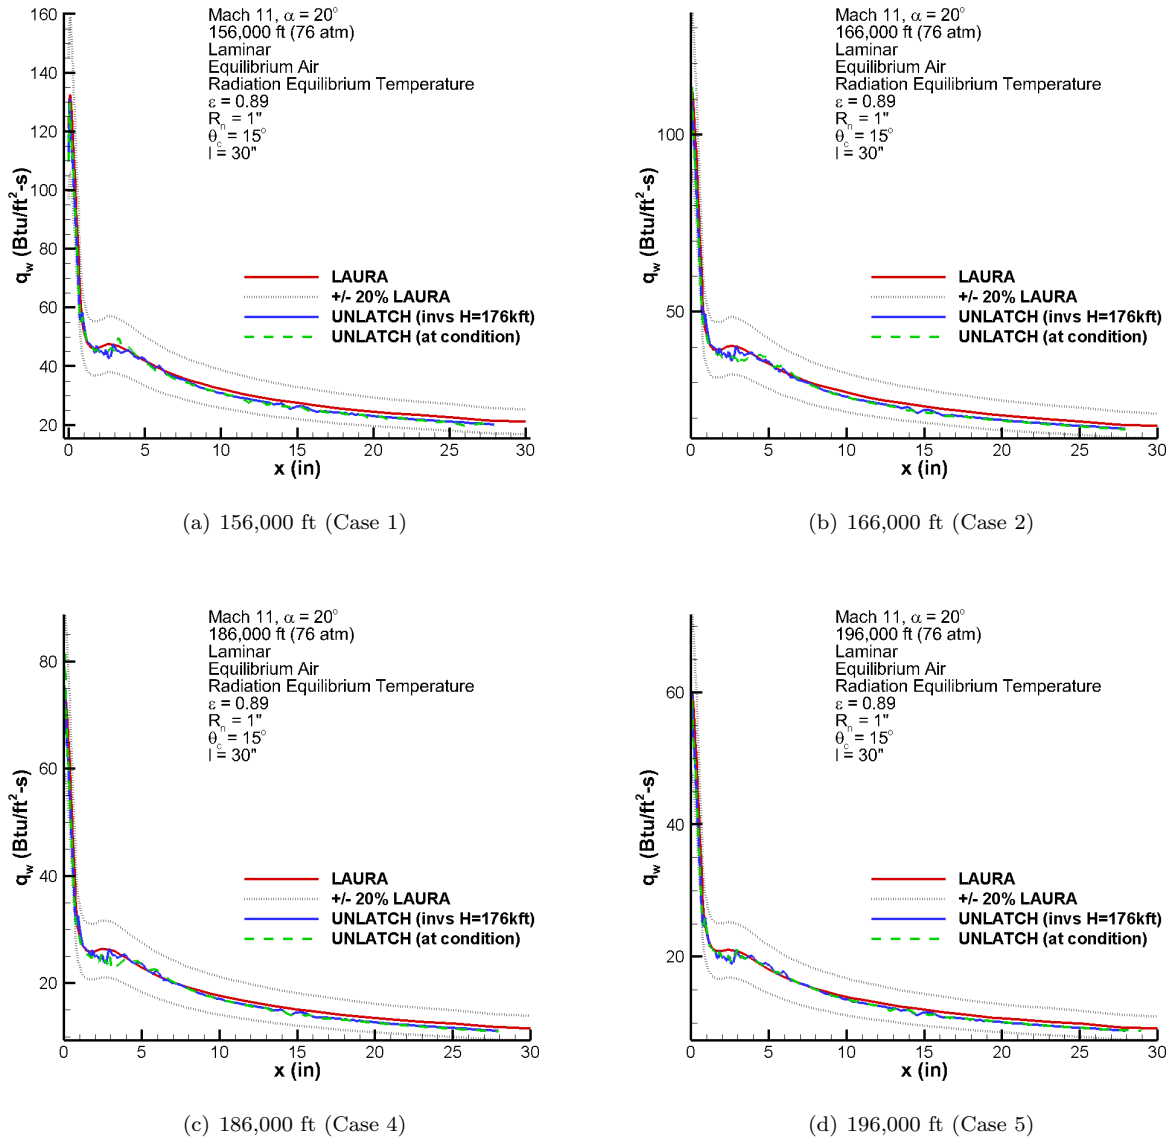 Mach 11, α = 20°
156,000 ft (76 atm)
Laminar
Equilibrium Air
Radiation Equilibrium Temperature
ε = 0.89
Rn = 1"
θc = 15°
l = 30"
160
140
120
100
80
60
40
20
qw (Btu/ft²-s)
LAURA
+/- 20% LAURA
UNLATCH (invs H=176kft)
UNLATCH (at condition)
0 5 10 15 20 25 30
x (in)
(a) 156,000 ft (Case 1)
Mach 11, α = 20°
166,000 ft (76 atm)
Laminar
Equilibrium Air
Radiation Equilibrium Temperature
ε = 0.89
Rn = 1"
θc = 15°
l = 30"
100
50
qw (Btu/ft²-s)
LAURA
+/- 20% LAURA
UNLATCH (invs H=176kft)
UNLATCH (at condition)
0 5 10 15 20 25 30
x (in)
(b) 166,000 ft (Case 2)
Mach 11, α = 20°
186,000 ft (76 atm)
Laminar
Equilibrium Air
Radiation Equilibrium Temperature
ε = 0.89
Rn = 1"
θc = 15°
l = 30"
80
60
40
20
qw (Btu/ft²-s)
LAURA
+/- 20% LAURA
UNLATCH (invs H=176kft)
UNLATCH (at condition)
0 5 10 15 20 25 30
x (in)
(c) 186,000 ft (Case 4)
Mach 11, α = 20°
196,000 ft (76 atm)
Laminar
Equilibrium Air
Radiation Equilibrium Temperature
ε = 0.89
Rn = 1"
θc = 15°
l = 30"
60
40
20
qw (Btu/ft²-s)
LAURA
+/- 20% LAURA
UNLATCH (invs H=176kft)
UNLATCH (at condition)
0 5 10 15 20 25 30
x (in)
(d) 196,000 ft (Case 5)